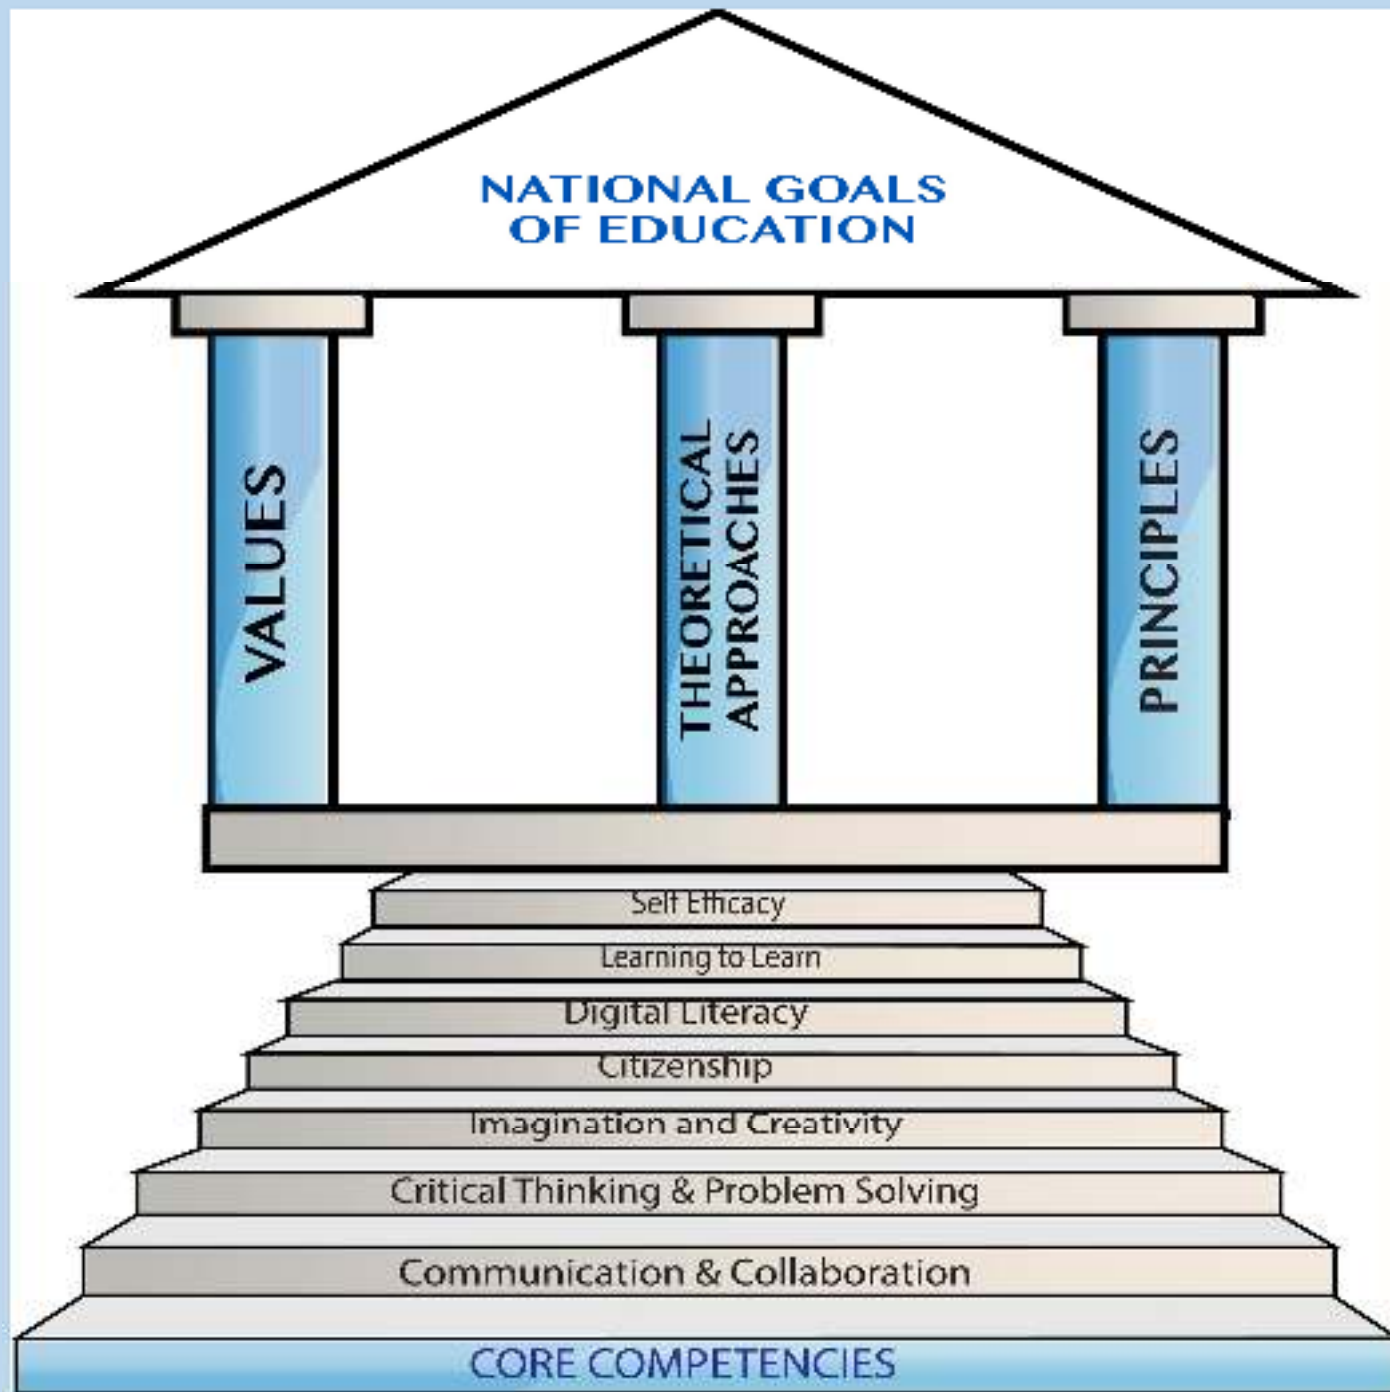 NATIONAL GOALS
OF EDUCATION
VALUES
THEORETICAL
APPROACHES
PRINCIPLES
Self Efficacy
Learning to Learn
Digital Literacy
Citizenship
Imagination and Creativity
Critical Thinking & Problem Solving
Communication & Collaboration
CORE COMPETENCIES